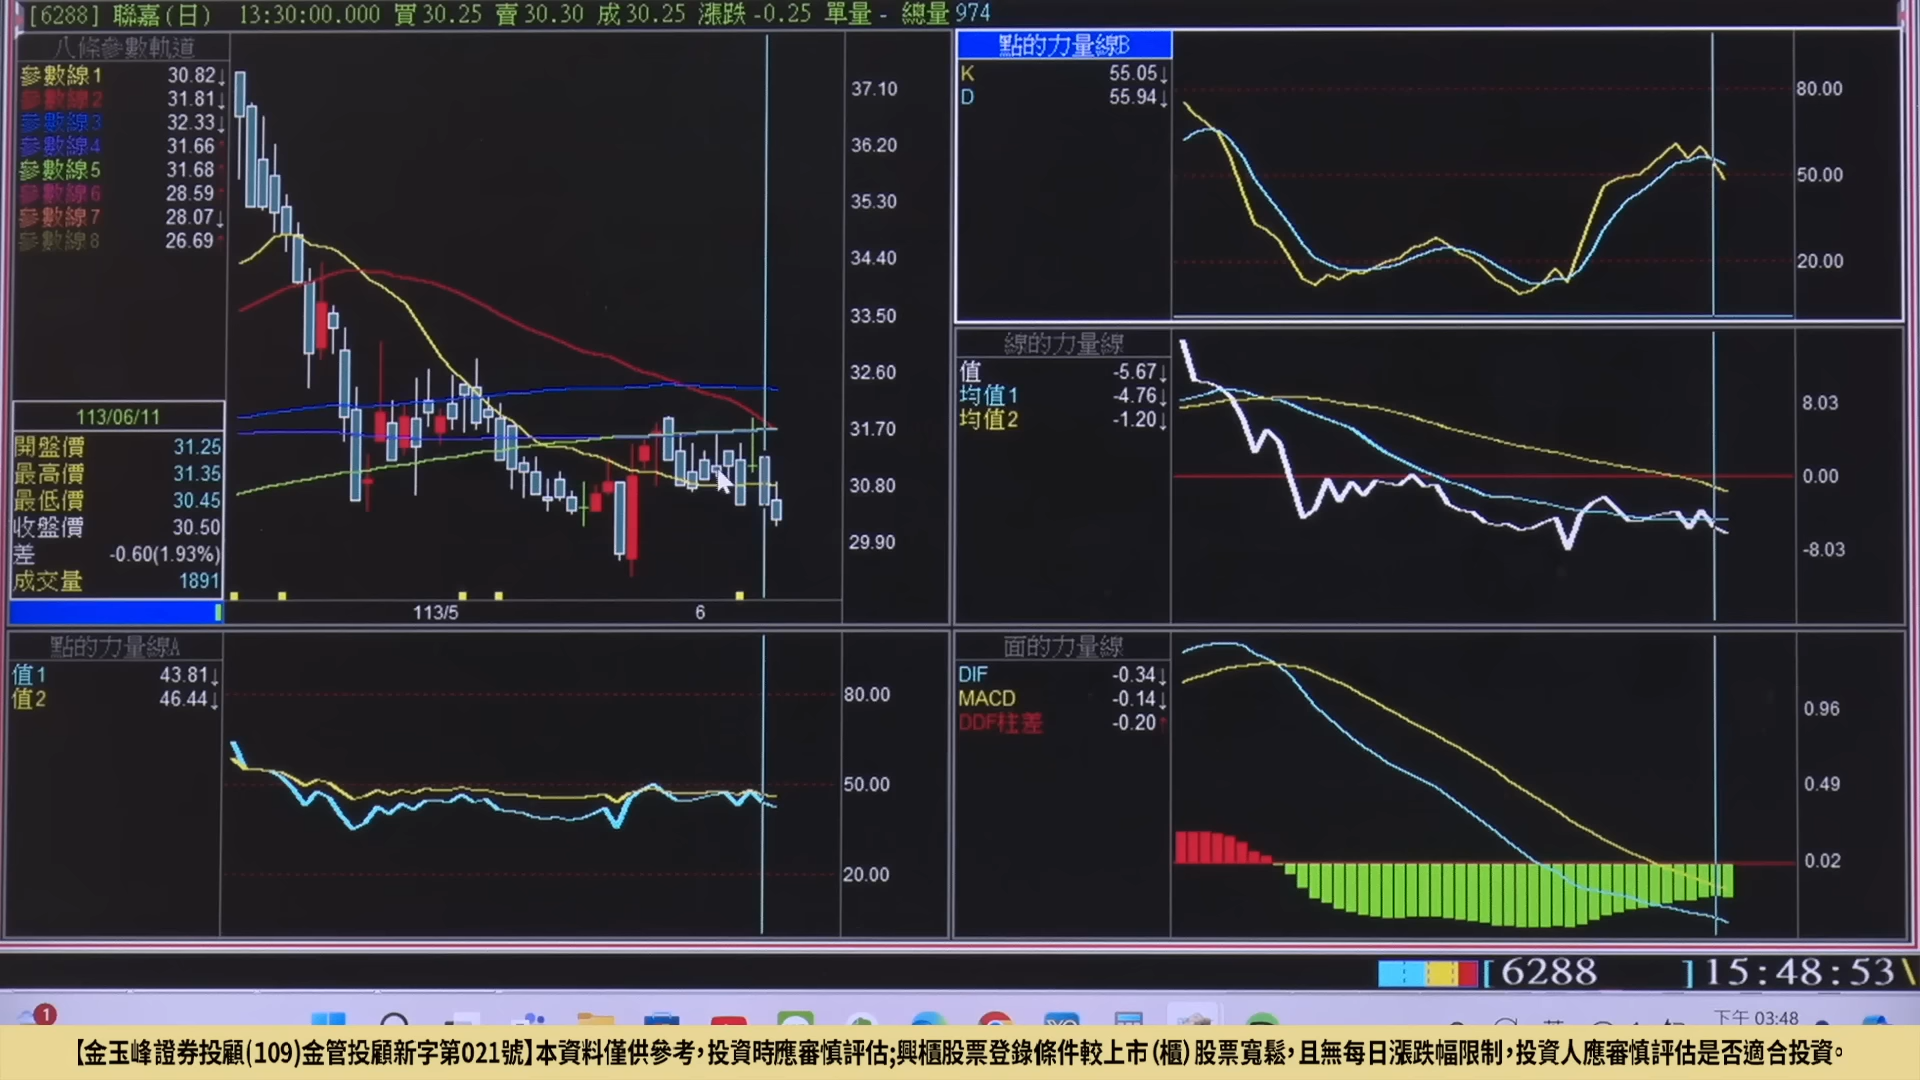 [6288] 聯嘉(日) 13:30:00.000 買30.25 賣30.30 成30.25 漲跌-0.25 單量- 總量974
八條參數軌道
參數線1 30.82↓
參數線2 31.81↓
參數線3 32.33↓
參數線4 31.66
參數線5 31.68
參數線6 28.59
參數線7 28.07↓
參數線8 26.69
37.10
36.20
35.30
34.40
33.50
32.60
31.70
30.80
29.90
113/06/11
開盤價 31.25
最高價 31.35
最低價 30.45
收盤價 30.50
差 -0.60(1.93%)
成交量 1891
113/5 6
點的力量線A
值1 43.81↓
值2 46.44↓
80.00
50.00
20.00
點的力量線B
K 55.05↓
D 55.94↓
80.00
50.00
20.00
線的力量線
值 -5.67↓
均值1 -4.76↓
均值2 -1.20↓
8.03
0.00
-8.03
面的力量線
DIF -0.34↓
MACD -0.14↓
DDF柱差 -0.20
0.96
0.49
0.02
[6288 ]15:48:53\
1
下午 03:48
【金玉峰證券投顧(109)金管投顧新字第021號】本資料僅供參考，投資時應審慎評估;興櫃股票登錄條件較上市(櫃)股票寬鬆，且無每日漲跌幅限制，投資人應審慎評估是否適合投資。